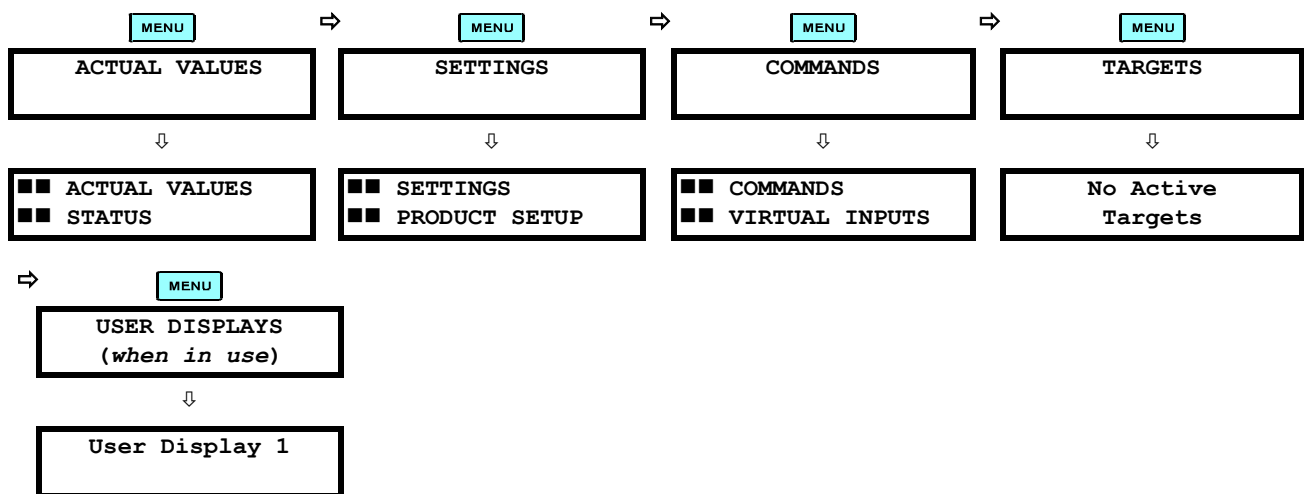 MENU ⇨ MENU ⇨ MENU ⇨ MENU
ACTUAL VALUES
SETTINGS
COMMANDS
TARGETS
⇩ ⇩ ⇩ ⇩
■■ ACTUAL VALUES
■■ STATUS
■■ SETTINGS
■■ PRODUCT SETUP
■■ COMMANDS
■■ VIRTUAL INPUTS
No Active
Targets
⇨ MENU
USER DISPLAYS
(when in use)
⇩
User Display 1